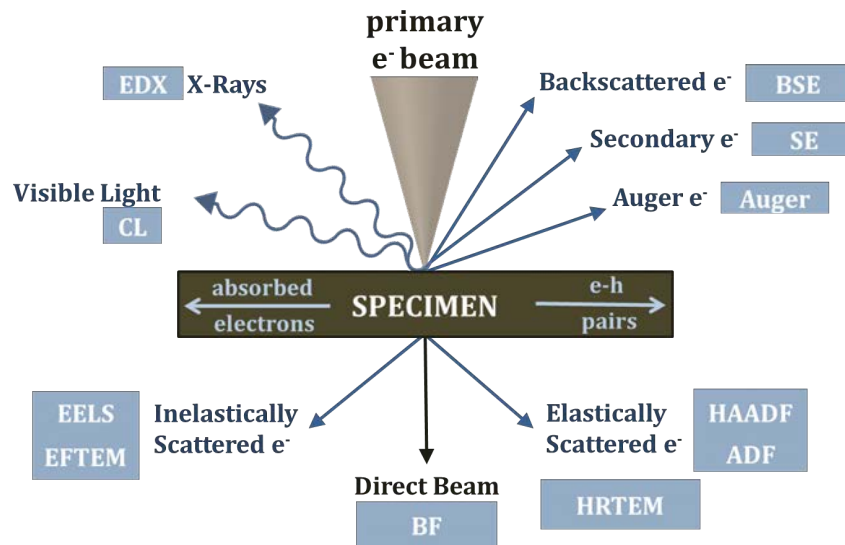 primary
e⁻ beam
EDX X-Rays
Backscattered e⁻ BSE
Secondary e⁻ SE
Visible Light
CL
Auger e⁻ Auger
absorbed
electrons
SPECIMEN
e-h
pairs
EELS
EFTEM
Inelastically
Scattered e⁻
Elastically
Scattered e⁻
HAADF
ADF
HRTEM
Direct Beam
BF